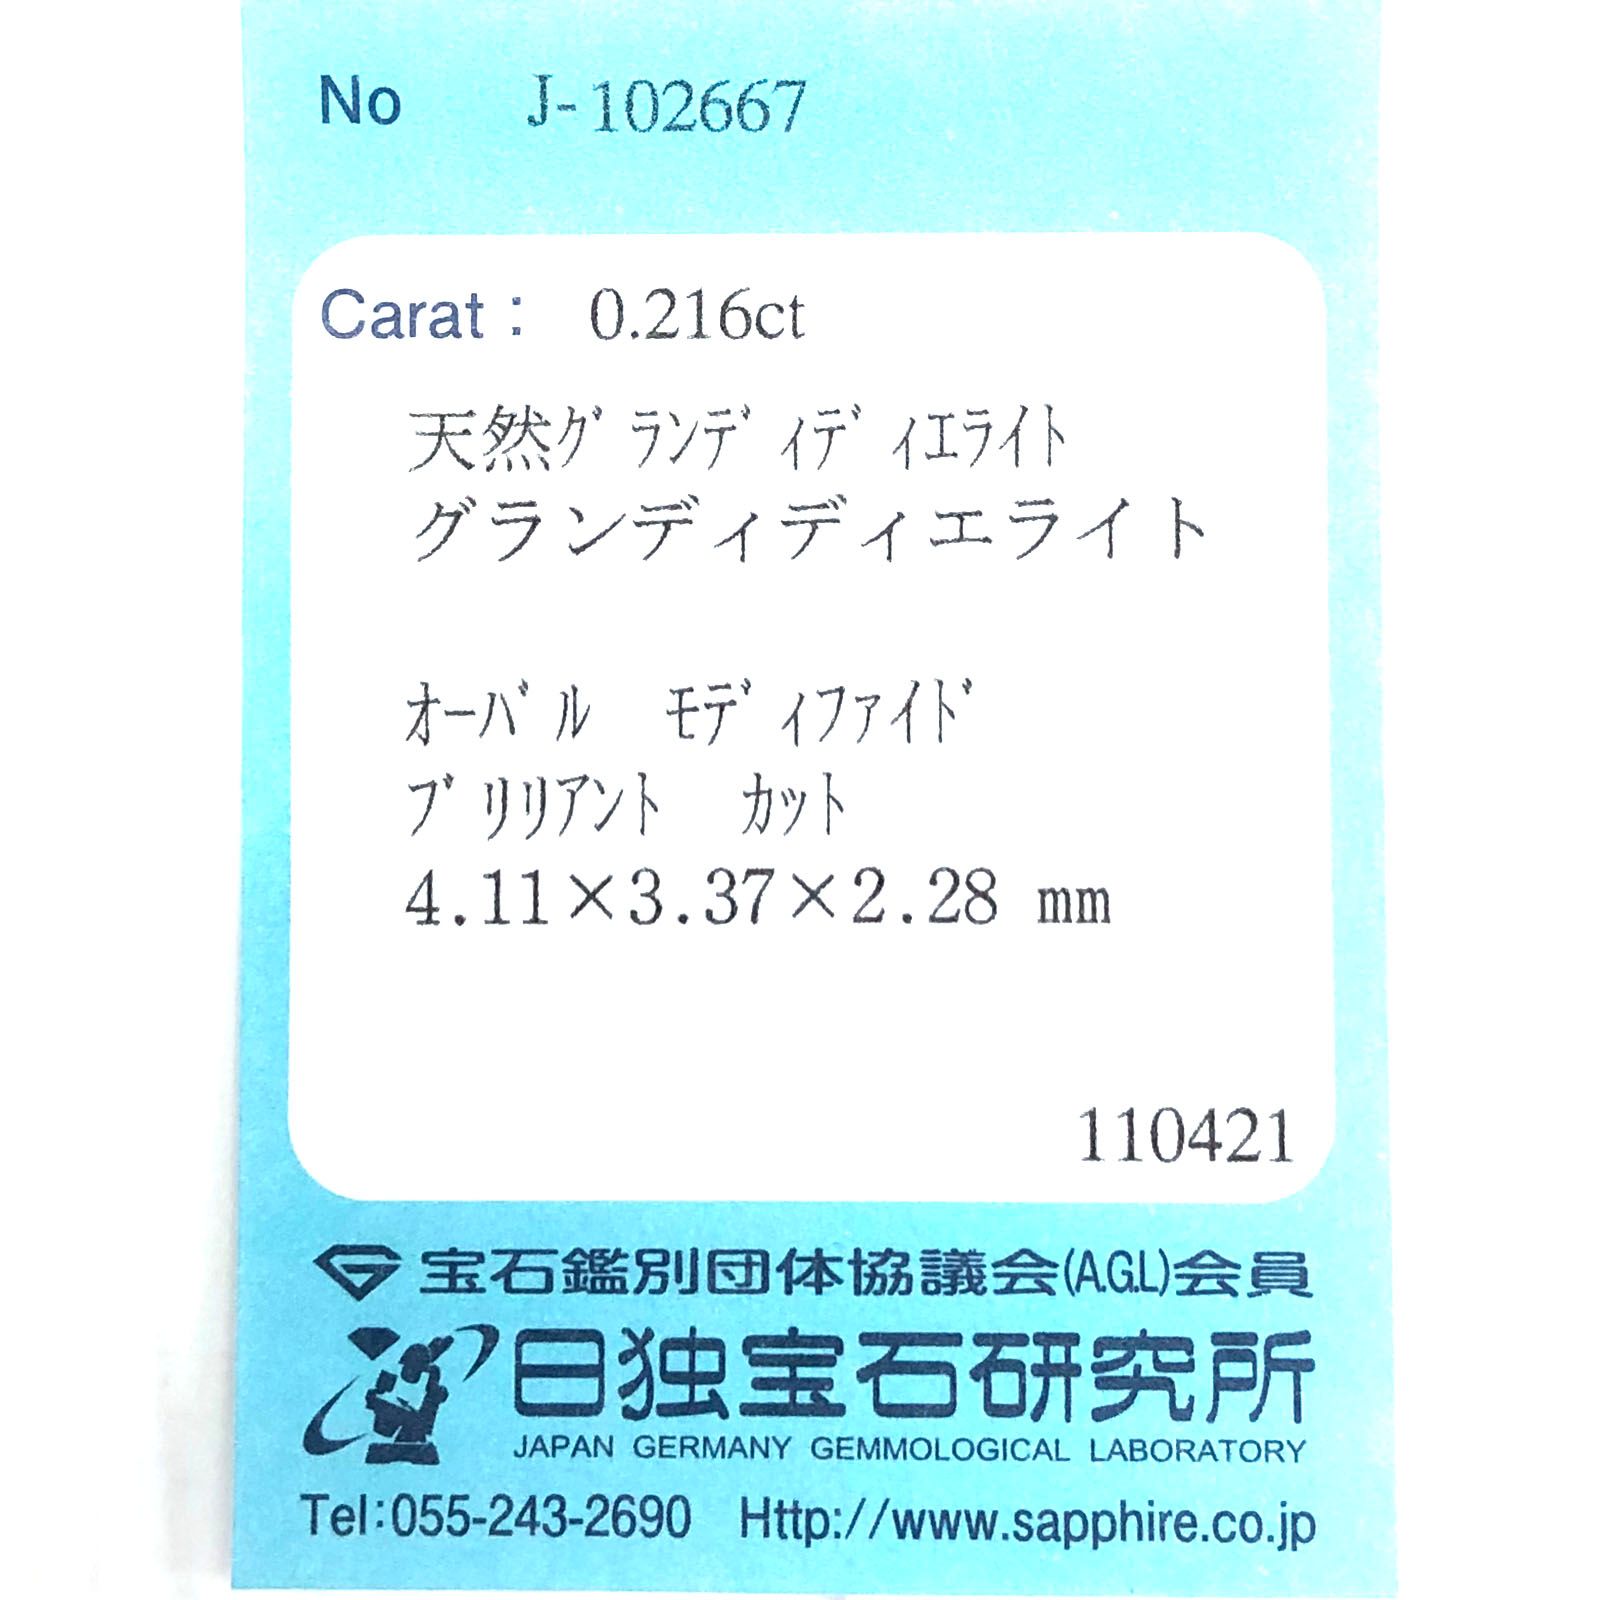 No J-102667
Carat: 0.216ct
天然ｸﾞﾗﾝﾃﾞｨﾃﾞｨｴﾗｲﾄ
グランディディエライト
ｵｰﾊﾞﾙ ﾓﾃﾞｨﾌｧｲﾄﾞ
ﾌﾞﾘﾘｱﾝﾄ ｶｯﾄ
4.11×3.37×2.28 mm
110421
宝石鑑別団体協議会(A.G.L)会員
日独宝石研究所
JAPAN GERMANY GEMMOLOGICAL LABORATORY
Tel:055-243-2690 Http://www.sapphire.co.jp